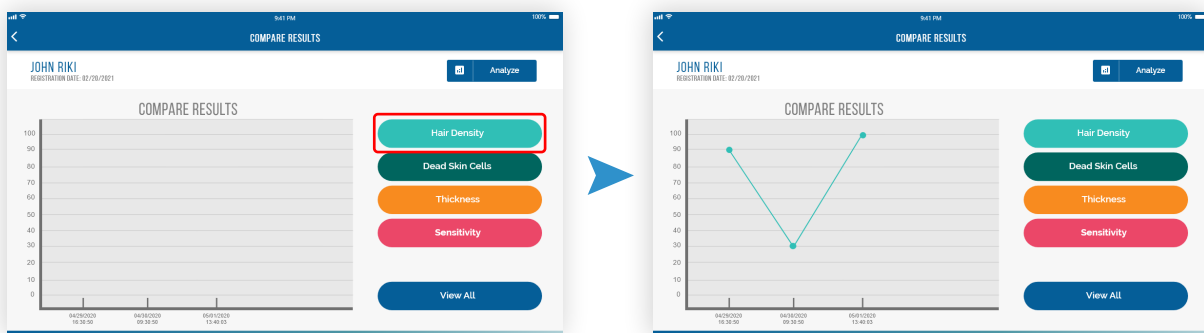 9:41 PM
100%
COMPARE RESULTS
JOHN RIKI
REGISTRATION DATE: 02/20/2021
Analyze
COMPARE RESULTS
100
90
80
70
60
50
40
30
20
10
0
04/29/2020
16:30:50
04/30/2020
09:30:50
05/01/2020
13:40:03
Hair Density
Dead Skin Cells
Thickness
Sensitivity
View All
9:41 PM
100%
COMPARE RESULTS
JOHN RIKI
REGISTRATION DATE: 02/20/2021
Analyze
COMPARE RESULTS
100
90
80
70
60
50
40
30
20
10
0
04/29/2020
16:30:50
04/30/2020
09:30:50
05/01/2020
13:40:03
Hair Density
Dead Skin Cells
Thickness
Sensitivity
View All